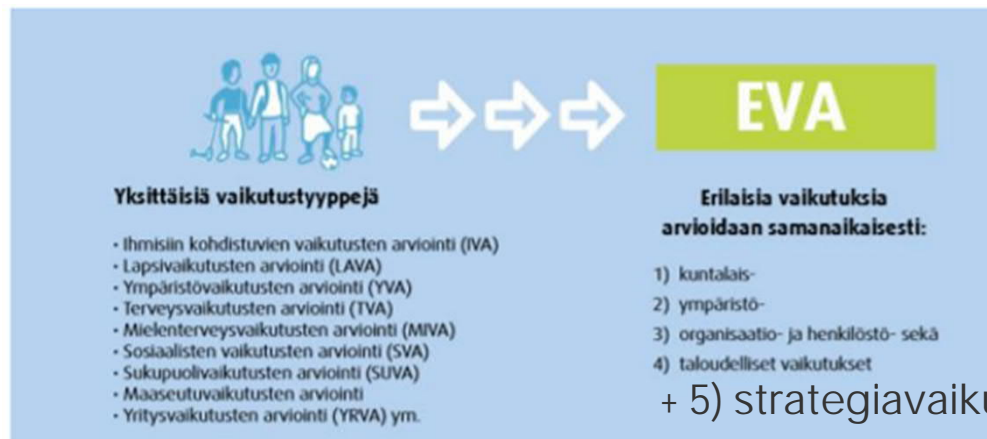 EVA
Yksittäisiä vaikutustyyppejä
• Ihmisiin kohdistuvien vaikutusten arviointi (IVA)
• Lapsivaikutusten arviointi (LAVA)
• Ympäristövaikutusten arviointi (YVA)
• Terveysvaikutusten arviointi (TVA)
• Mielenterveysvaikutusten arviointi (MIVA)
• Sosiaalisten vaikutusten arviointi (SVA)
• Sukupuolivaikutusten arviointi (SUVA)
• Maaseutuvaikutusten arviointi
• Yritysvaikutusten arviointi (YRVA) ym.
Erilaisia vaikutuksia
arvioidaan samanaikaisesti:
1) kuntalais-
2) ympäristö-
3) organisaatio- ja henkilöstö- sekä
4) taloudelliset vaikutukset
+ 5)